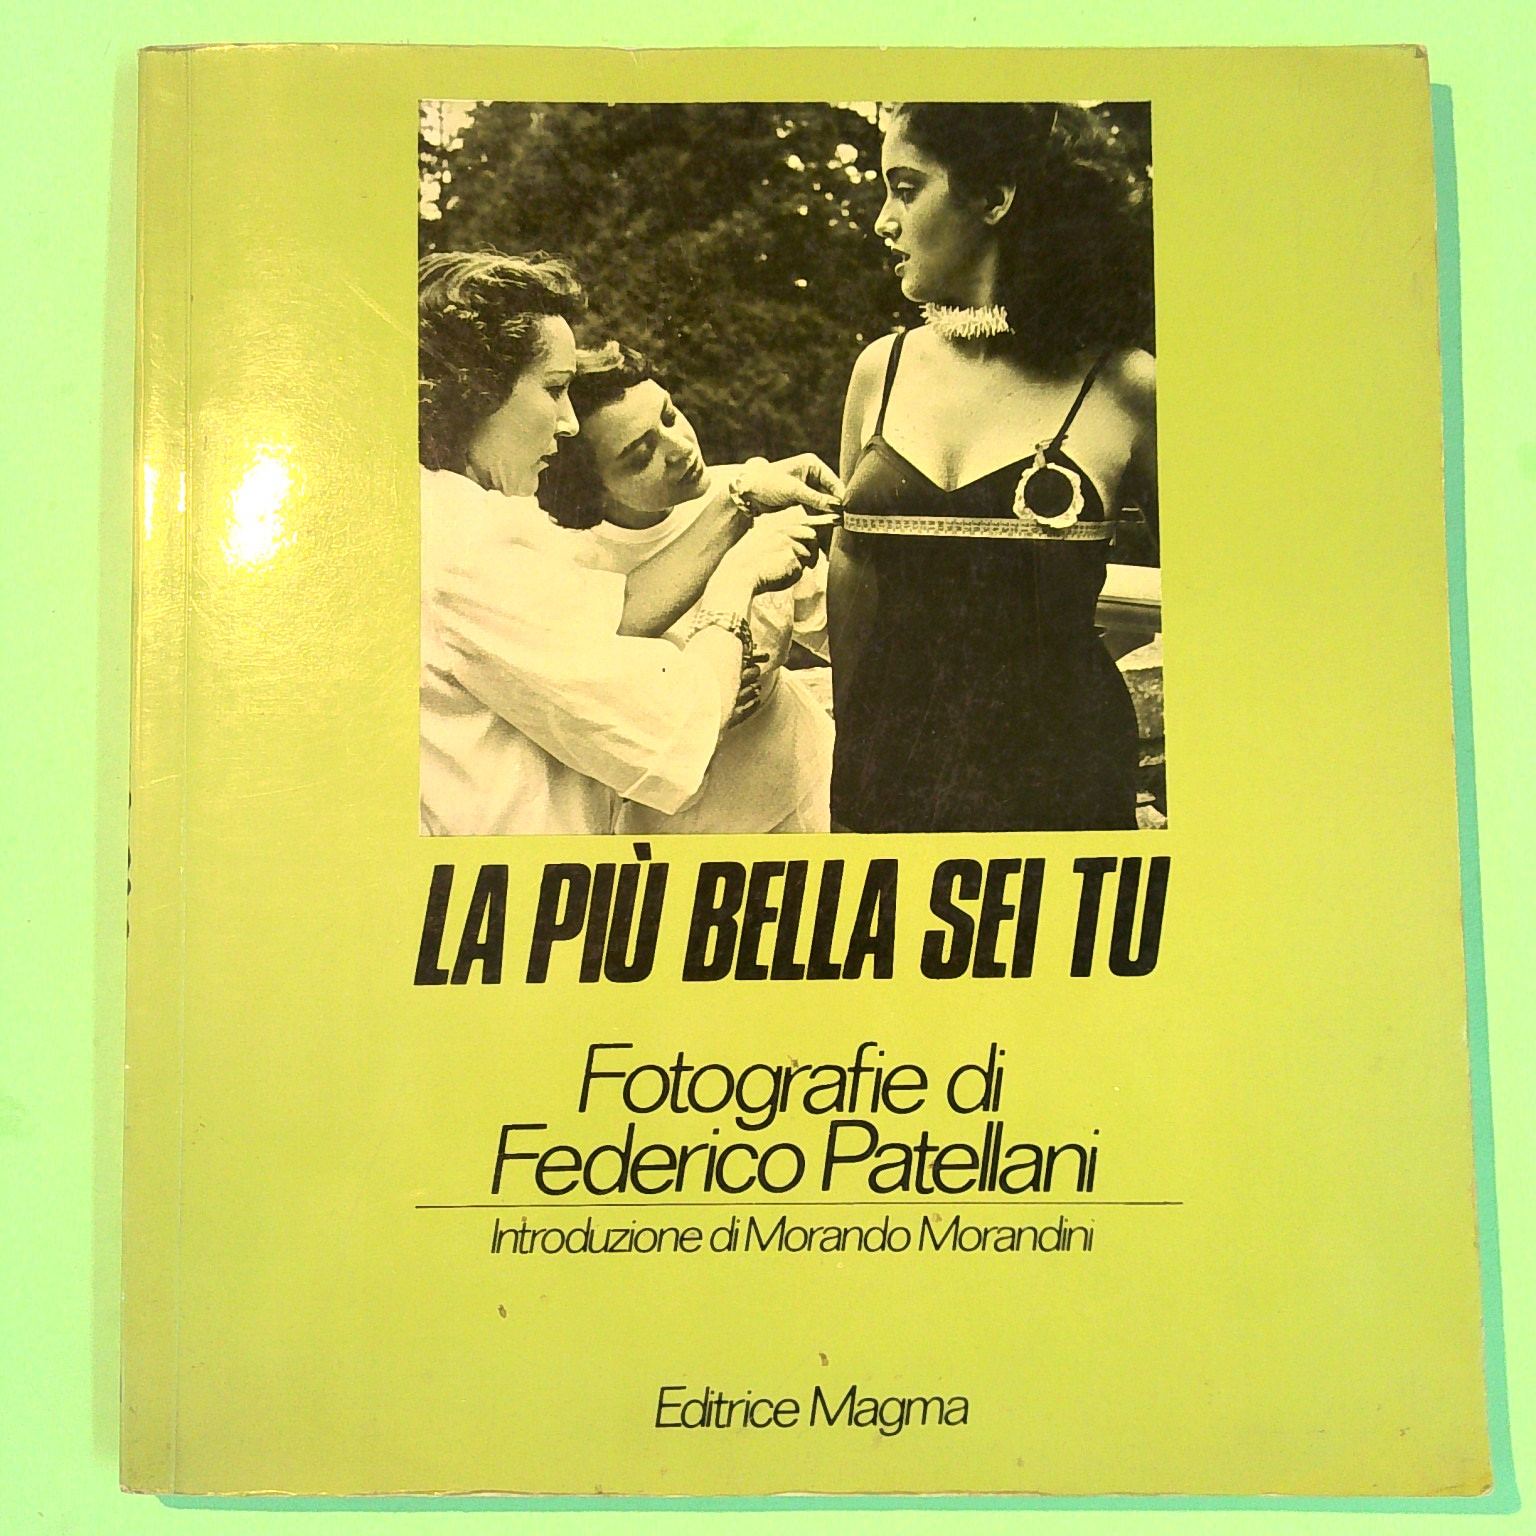 LA PIÙ BELLA SEI TU
Fotografie di
Federico Patellani
Introduzione di Morando Morandini
Editrice Magma